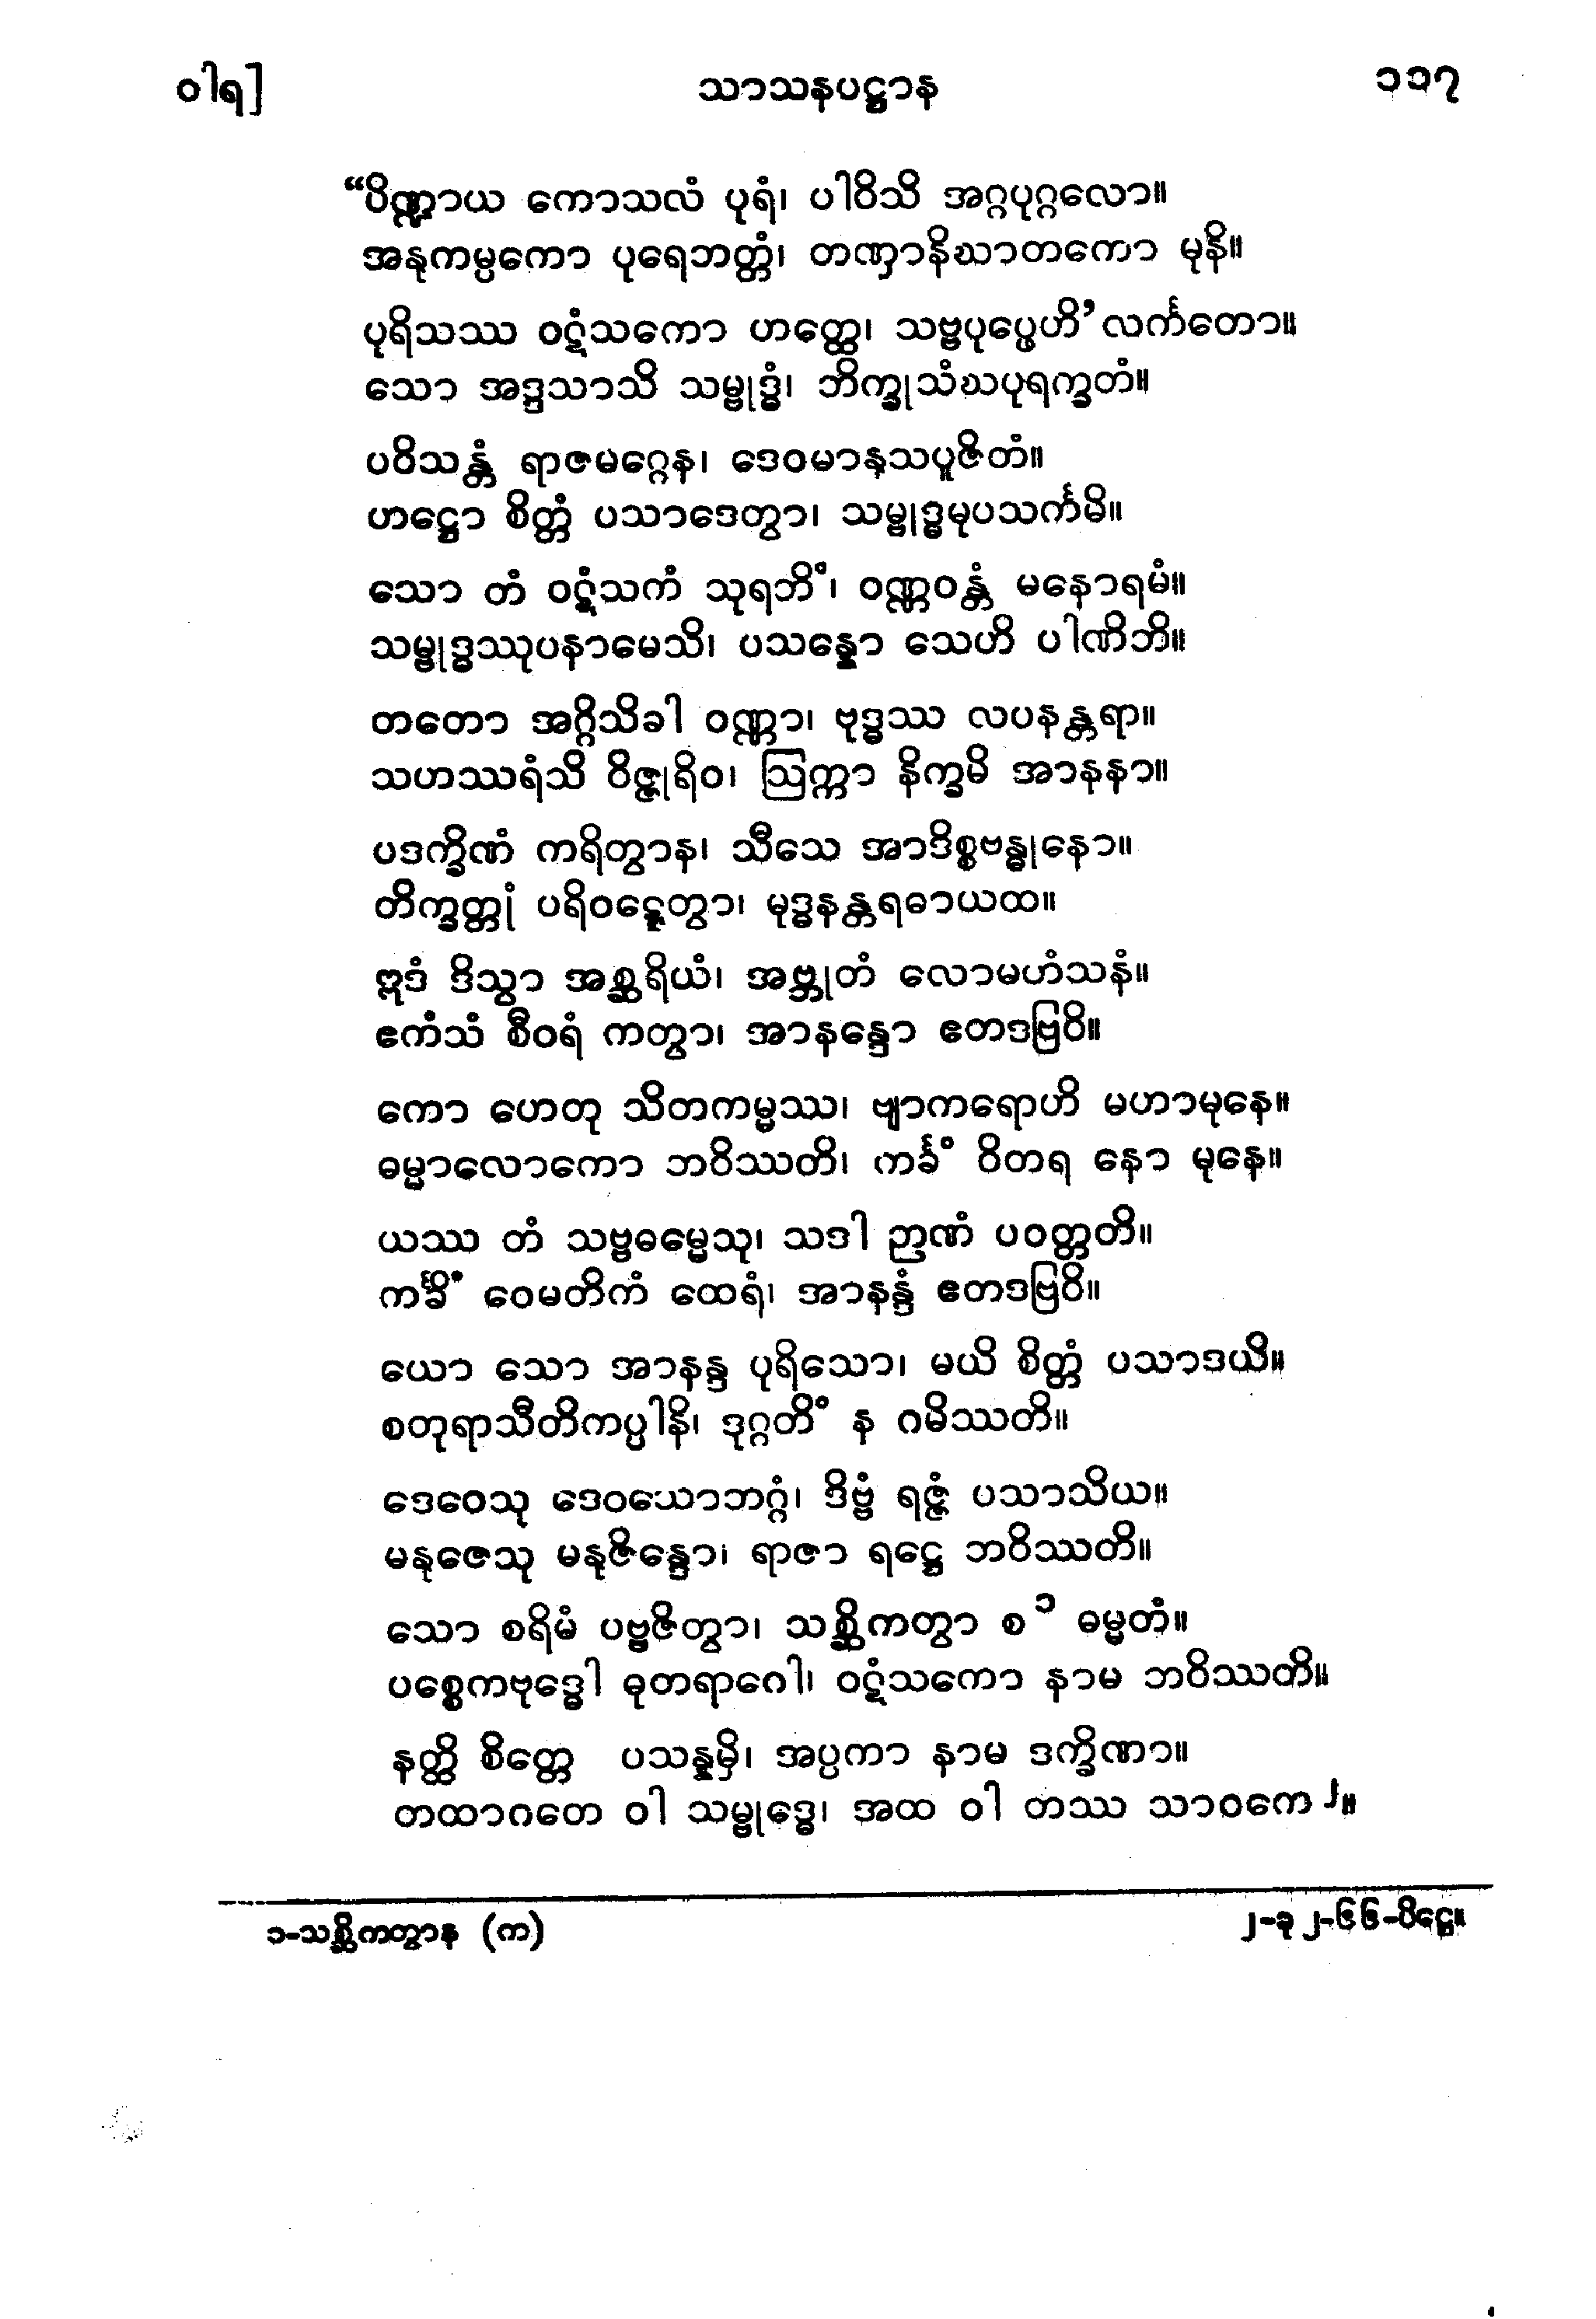 ဝါရ]
သာသနပဋ္ဌာန
၁၁၇
“ပိဏ္ဍာယ ကောသလံ ပုရံ၊ ပါဝိသိ အဂ္ဂပုဂ္ဂလော။
အနုကမ္ပကော ပုရေဘတ္တံ၊ တဏှာနိဃာတကော မုနိ။
ပုရိသဿ ဝဋံသကော ဟတ္ထေ၊ သဗ္ဗပုပ္ဖေဟိ’လင်္ကတော။
သော အဒ္ဒသာသိ သမ္ဗုဒ္ဓံ၊ ဘိက္ခုသံဃပုရက္ခတံ။
ပဝိသန္တံ ရာဇမဂ္ဂေန၊ ဒေဝမာနုသပူဇိတံ။
ဟဋ္ဌော စိတ္တံ ပသာဒေတွာ၊ သမ္ဗုဒ္ဓမုပသင်္ကမိ။
သော တံ ဝဋံသကံ သုရဘိံ၊ ဝဏ္ဏဝန္တံ မနောရမံ။
သမ္ဗုဒ္ဓဿုပနာမေသိ၊ ပသန္နော သေဟိ ပါဏိဘိ။
တတော အဂ္ဂိသိခါ ဝဏ္ဏာ၊ ဗုဒ္ဓဿ လပနန္တရာ။
သဟဿရံသိ ဝိဇ္ဇုရိဝ၊ ဩက္ကာ နိက္ခမိ အာနနာ။
ပဒက္ခိဏံ ကရိတွာန၊ သီသေ အာဒိစ္စဗန္ဓုနော။
တိက္ခတ္တုံ ပရိဝဋ္ဋေတွာ၊ မုဒ္ဓနန္တရဓာယထ။
ဣဒံ ဒိသွာ အစ္ဆရိယံ၊ အဗ္ဘုတံ လောမဟံသနံ။
ဧကံသံ စီဝရံ ကတွာ၊ အာနန္ဒော ဧတဒဗြဝိ။
ကော ဟေတု သိတကမ္မဿ၊ ဗျာကရောဟိ မဟာမုနေ။
ဓမ္မာလောကော ဘဝိဿတိ၊ ကင်္ခံ ဝိတရ နော မုနေ။
ယဿ တံ သဗ္ဗဓမ္မေသု၊ သဒါ ဉာဏံ ပဝတ္တတိ။
ကင်္ခိံ ဝေမတိကံ ထေရံ၊ အာနန္ဒံ ဧတဒဗြဝိ။
ယော သော အာနန္ဒ ပုရိသော၊ မယိ စိတ္တံ ပသာဒယိ။
စတုရာသီတိကပ္ပါနိ၊ ဒုဂ္ဂတိံ န ဂမိဿတိ။
ဒေဝေသု ဒေဝသောဘဂ္ဂံ၊ ဒိဗ္ဗံ ရဇ္ဇံ ပသာသိယ။
မနုဇေသု မနုဇိန္ဒော၊ ရာဇာ ရဋ္ဌေ ဘဝိဿတိ။
သော စရိမံ ပဗ္ဗဇိတွာ၊ သစ္ဆိကတွာ စ ၁ ဓမ္မတံ။
ပစ္စေကဗုဒ္ဓေါ ဓုတရာဂေါ၊ ဝဋံသကော နာမ ဘဝိဿတိ။
နတ္ထိ စိတ္တေ ပသန္နမှိ၊ အပ္ပကာ နာမ ဒက္ခိဏာ။
တထာဂတေ ဝါ သမ္ဗုဒ္ဓေ၊ အထ ဝါ တဿ သာဝကေ ၂။
၁-သစ္ဆိကတွာန (က)
၂-ခု ၂-၆၆-ပိဋ္ဌေ။